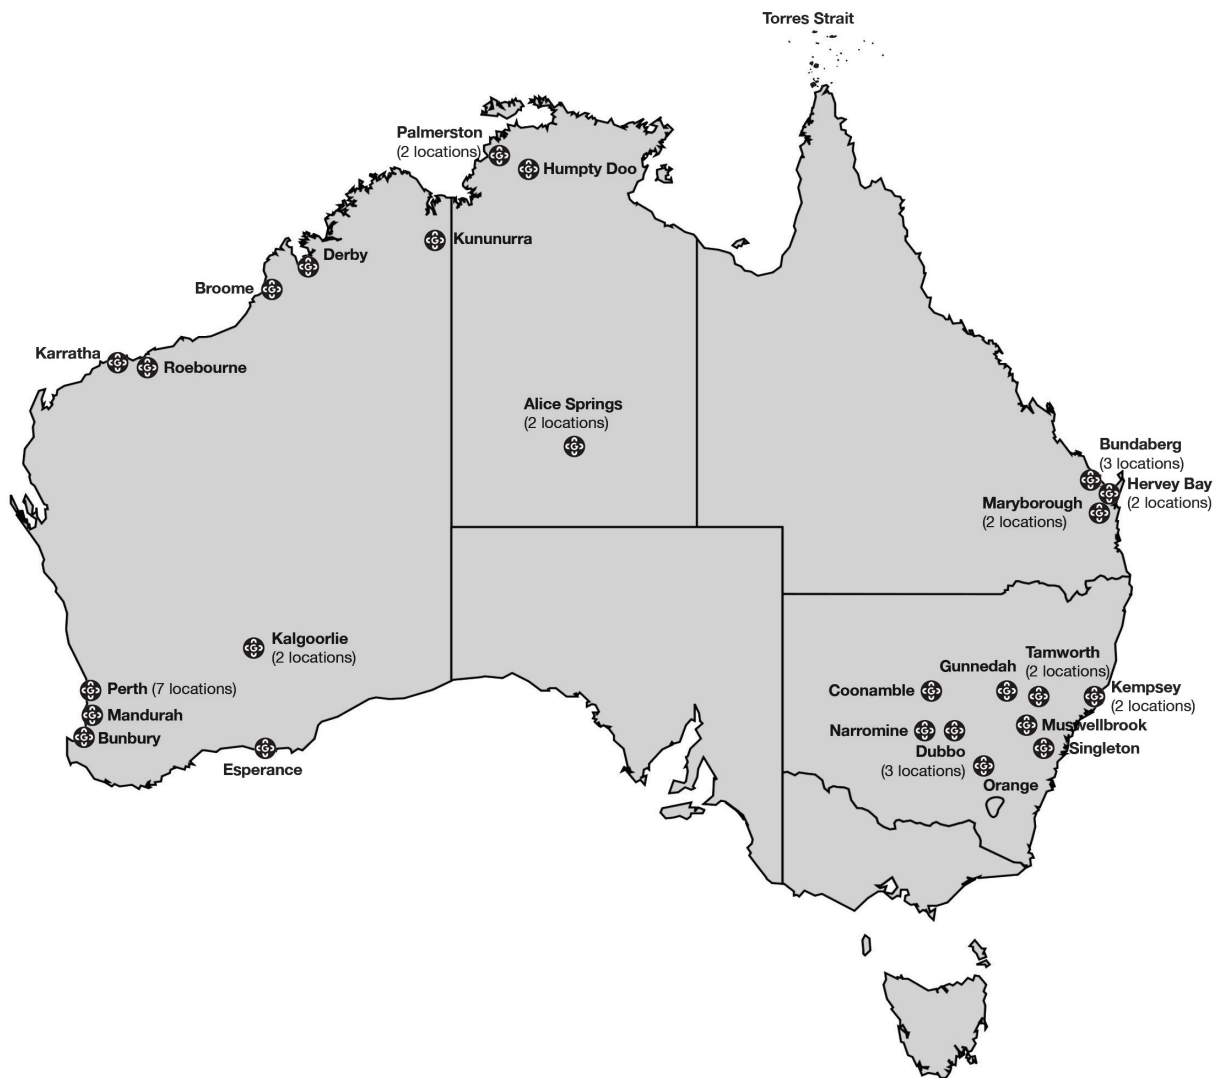 Torres Strait
Palmerston
(2 locations)
Humpty Doo
Kununurra
Derby
Broome
Karratha
Roebourne
Alice Springs
(2 locations)
Bundaberg
(3 locations)
Hervey Bay
(2 locations)
Maryborough
(2 locations)
Kalgoorlie
(2 locations)
Perth (7 locations)
Mandurah
Bunbury
Esperance
Tamworth
(2 locations)
Gunnedah
Coonamble
Kempsey
(2 locations)
Narromine
Muswellbrook
Singleton
Dubbo
(3 locations)
Orange